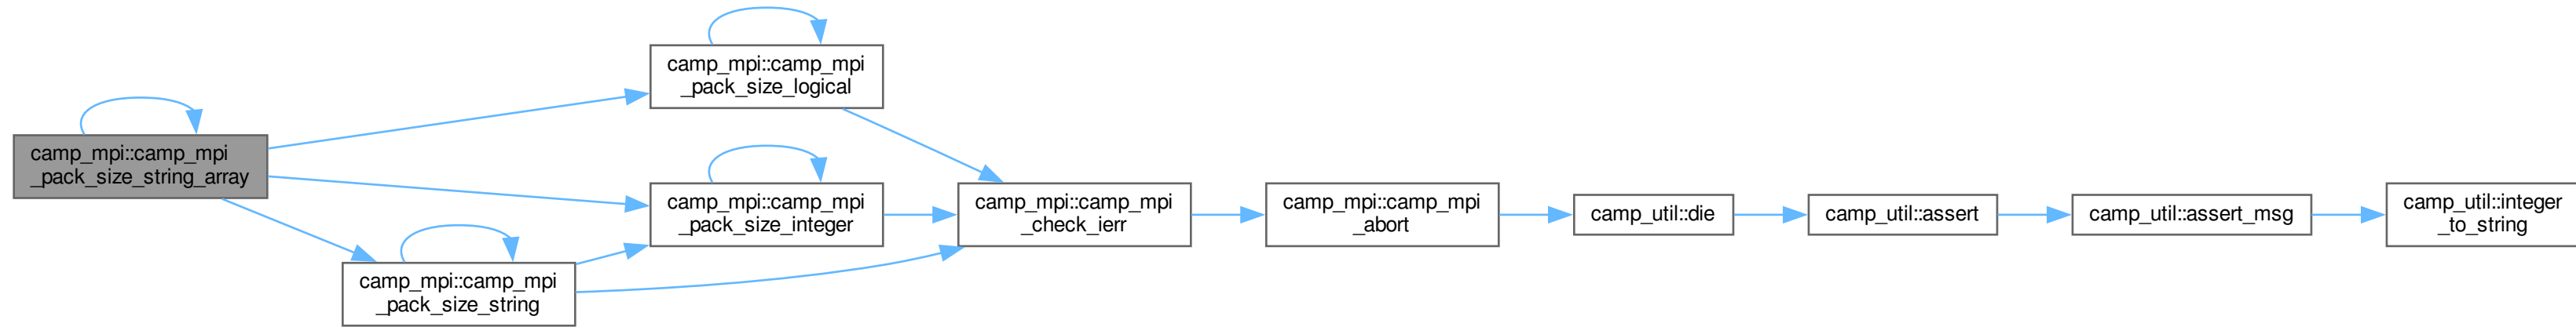 camp_mpi::camp_mpi
_pack_size_string_array
camp_mpi::camp_mpi
_pack_size_logical
camp_mpi::camp_mpi
_pack_size_integer
camp_mpi::camp_mpi
_pack_size_string
camp_mpi::camp_mpi
_check_ierr
camp_mpi::camp_mpi
_abort
camp_util::die
camp_util::assert
camp_util::assert_msg
camp_util::integer
_to_string